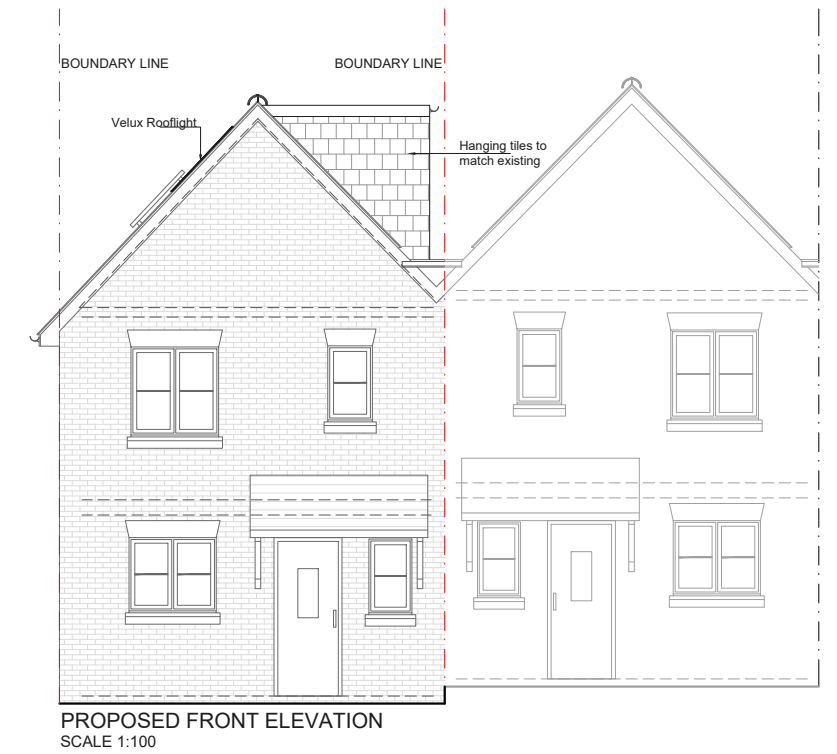 BOUNDARY LINE
BOUNDARY LINE
Velux Rooflight
Hanging tiles to
match existing
PROPOSED FRONT ELEVATION
SCALE 1:100